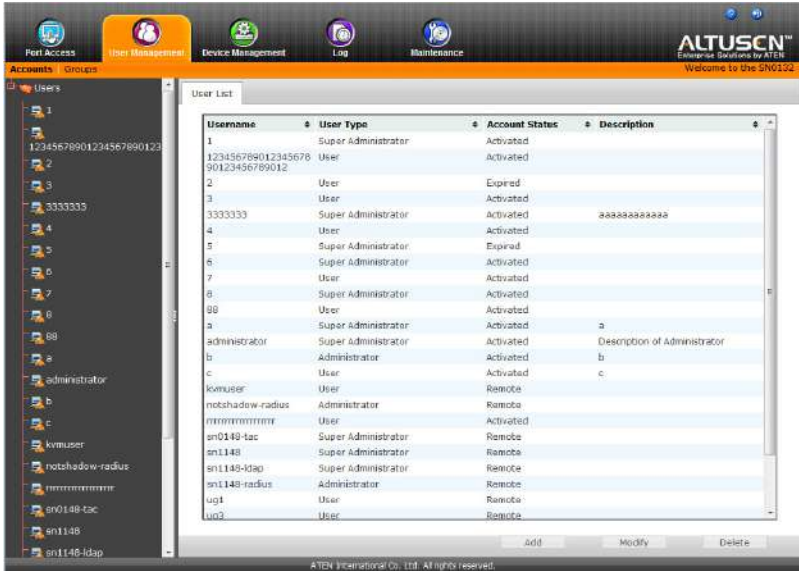 Port Access User Management Device Management Log Maintenance
ALTUSCN™
Enterprise Solutions by ATEN
Accounts Groups Welcome to the SN0132
Users
1
12345678901234567890123
2
3
3333333
4
5
6
7
8
88
a
administrator
b
c
kvmuser
notshadow-radius
sn0148-tac
sn1148
sn1148-ldap
User List
Username User Type Account Status Description
1 Super Administrator Activated
123456789012345678 User Activated
90123456789012
2 User Expired
3 User Activated
3333333 Super Administrator Activated aaaaaaaaaaaa
4 User Activated
5 Super Administrator Expired
6 Super Administrator Activated
7 User Activated
8 Super Administrator Activated
88 User Activated
a Super Administrator Activated a
administrator Super Administrator Activated Description of Administrator
b Administrator Activated b
c User Activated c
kvmuser User Remote
notshadow-radius Administrator Remote
User Activated
sn0148-tac Super Administrator Remote
sn1148 Super Administrator Remote
sn1148-ldap Super Administrator Remote
sn1148-radius Administrator Remote
ug1 User Remote
ug3 User Remote
Add Modify Delete
ATEN International Co. Ltd. All rights reserved.